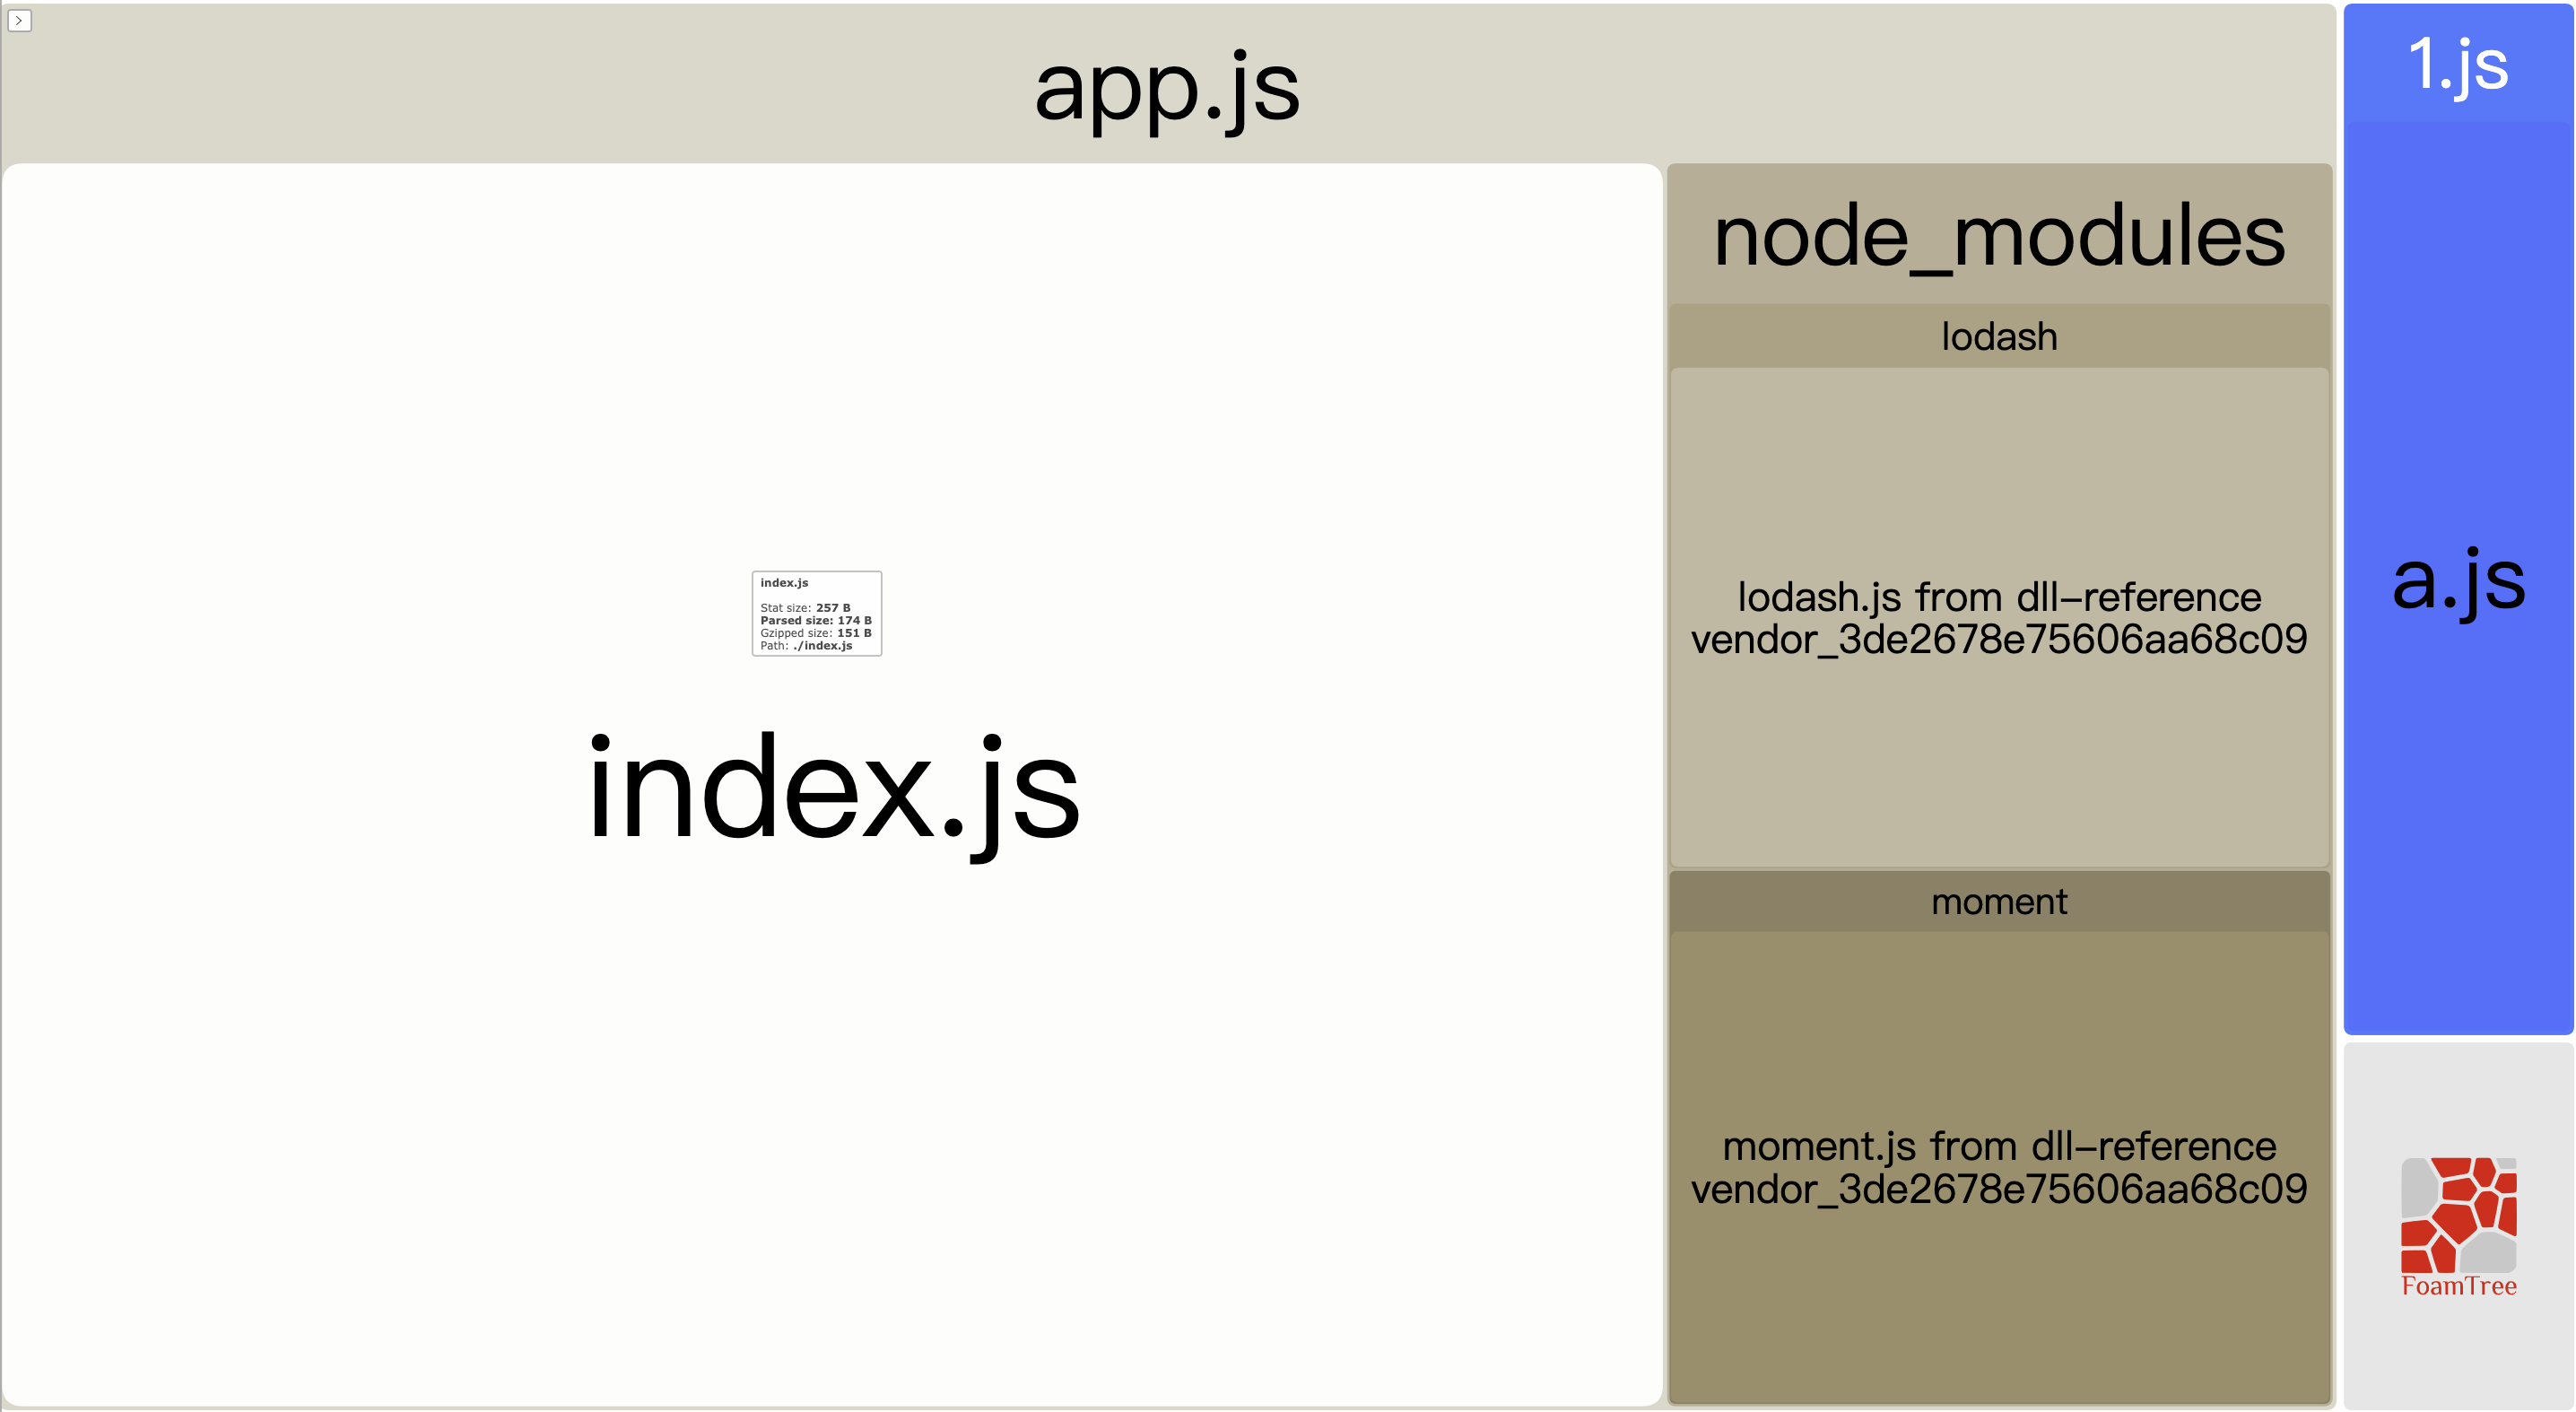 >
app.js
index.js
Stat size: 257 B
Parsed size: 174 B
Gzipped size: 151 B
Path: ./index.js
index.js
node_modules
lodash
lodash.js from dll-reference
vendor_3de2678e75606aa68c09
moment
moment.js from dll-reference
vendor_3de2678e75606aa68c09
1.js
a.js
FoamTree